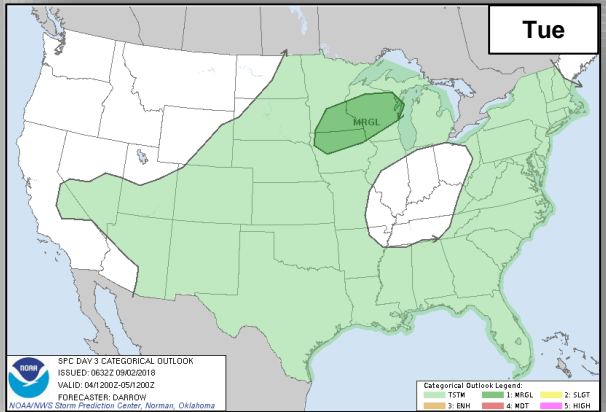 Tue
MRGL
NOAA
SPC DAY 3 CATEGORICAL OUTLOOK
ISSUED: 0632Z 09/02/2018
VALID: 04/1200Z-05/1200Z
FORECASTER: DARROW
NOAA/NWS Storm Prediction Center, Norman, Oklahoma
Categorical Outlook Legend:
TSTM 1: MRGL 2: SLGT
3: ENH 4: MDT 5: HIGH